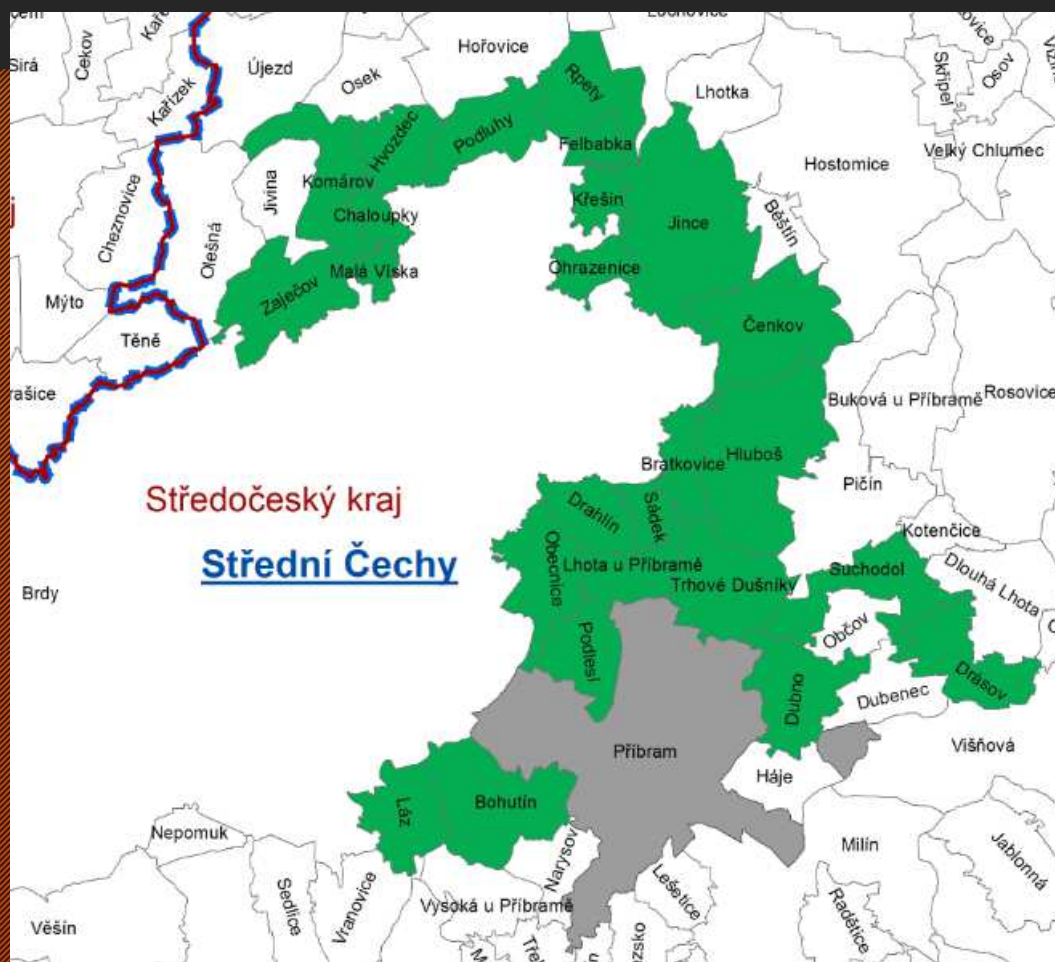 Lochovice
Kařízek
Cekov
Sirá
Újezd
Osek
Hořovice
Rpety
Lhotka
Skřipel
Osov
Hvozdec
Podluhy
Felbabka
Hostomice
Velký Chlumec
Cheznovice
Olešná
Jivina
Komárov
Chaloupky
Křešín
Jince
Běštín
Mýto
Zaječov
Malá Víska
Ohrazenice
Těně
Čenkov
Buková u Příbramě
Rosovice
Bratkovice
Hluboš
Pičín
Středočeský kraj
Drahlín
Sádek
Kotenčice
Střední Čechy
Obecnice
Lhota u Příbramě
Trhové Dušníky
Suchodol
Dlouhá Lhota
Brdy
Podlesí
Občov
Dubno
Dubenec
Drásov
Příbram
Višňová
Háje
Láz
Bohutín
Nepomuk
Narysov
Milín
Jablonná
Věšín
Sedlice
Vranovice
Vysoká u Příbramě
Lešetice
Radětice